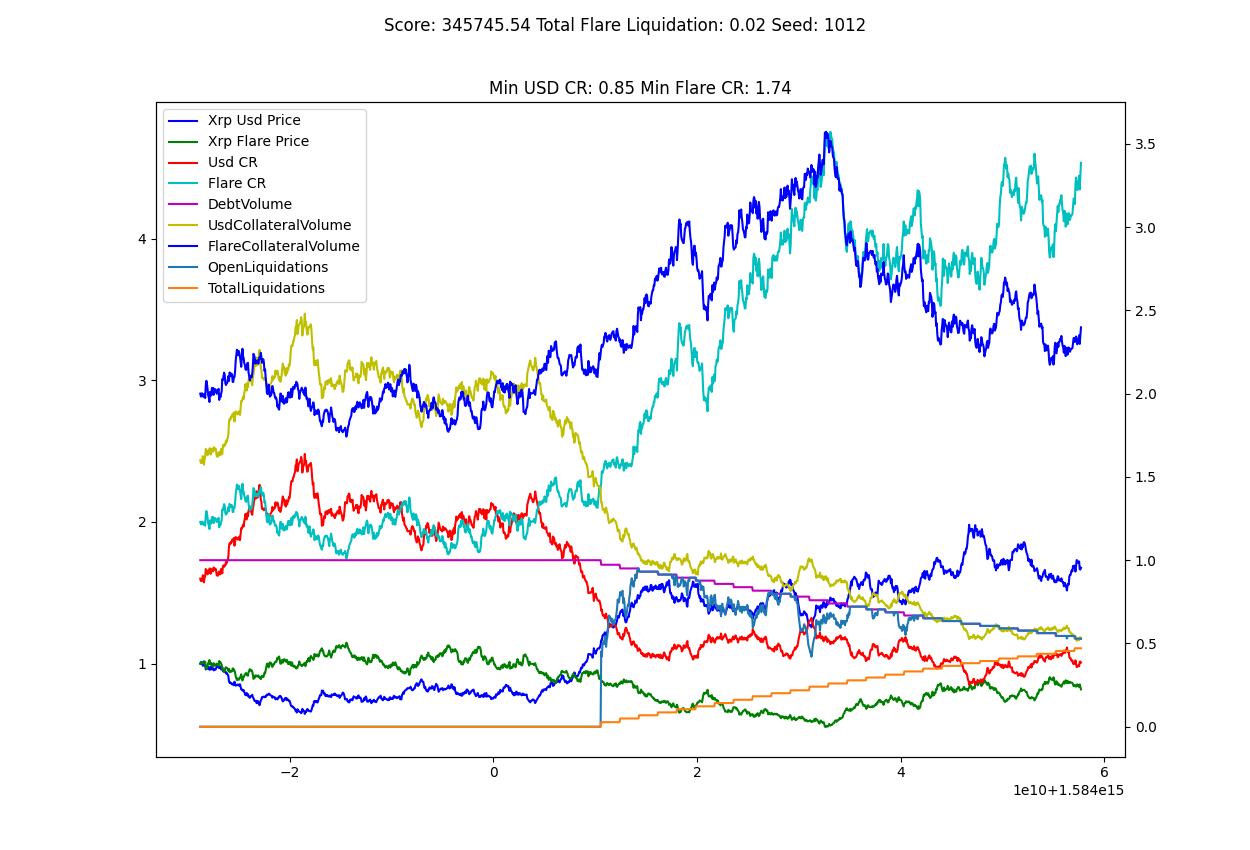 Score: 345745.54 Total Flare Liquidation: 0.02 Seed: 1012
Min USD CR: 0.85 Min Flare CR: 1.74
Xrp Usd Price
Xrp Flare Price
Usd CR
Flare CR
DebtVolume
UsdCollateralVolume
FlareCollateralVolume
OpenLiquidations
TotalLiquidations
4
3
2
1
3.5
3.0
2.5
2.0
1.5
1.0
0.5
0.0
−2 0 2 4 6
1e10+1.584e15